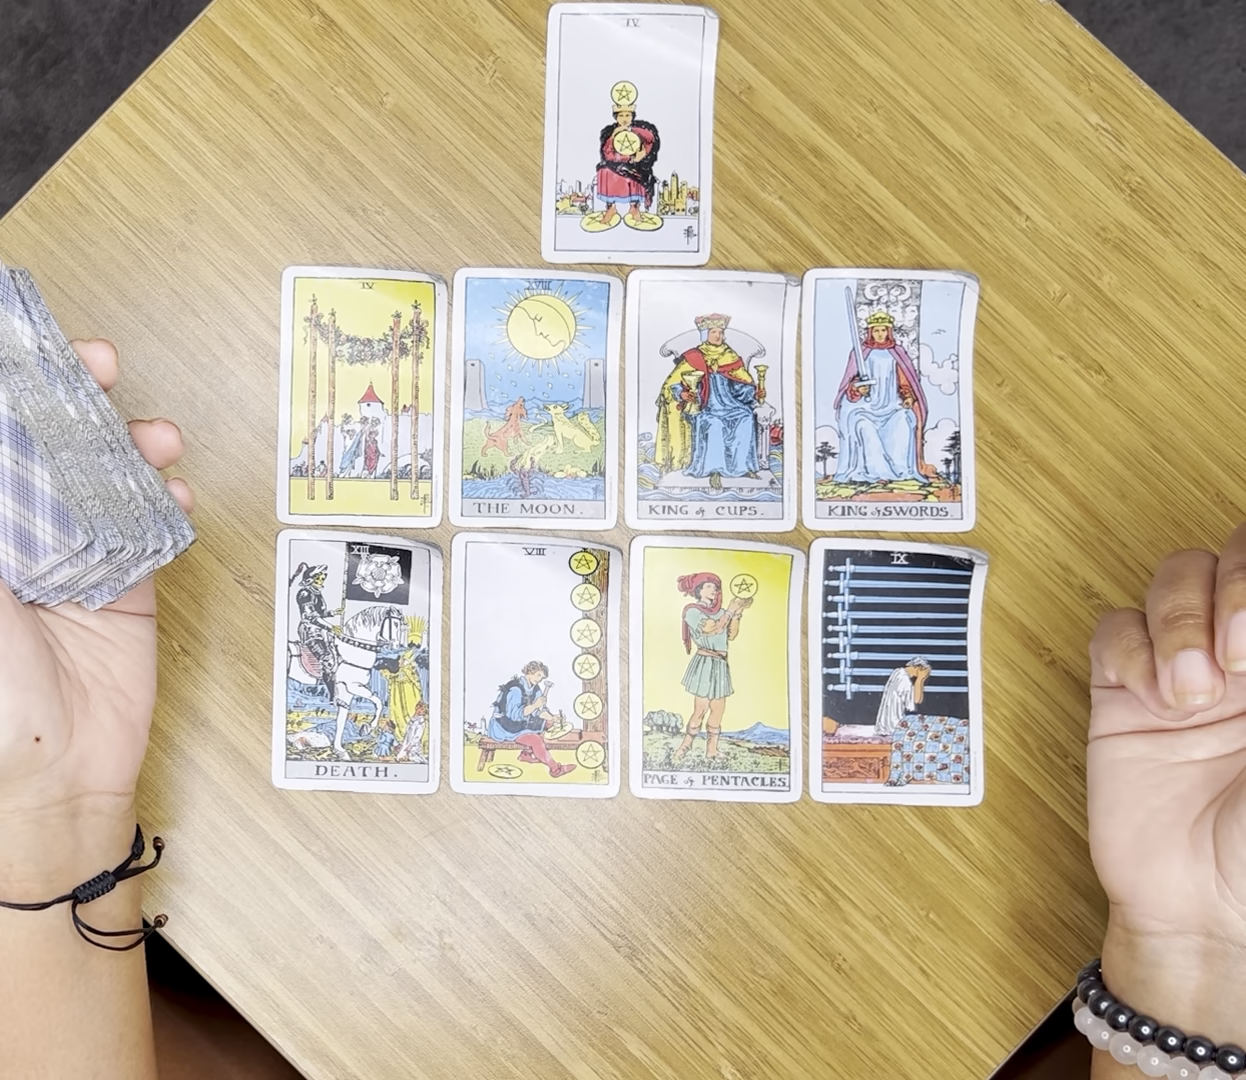 IV
IV
XVIII
THE MOON.
KING of CUPS.
KING of SWORDS.
XIII
DEATH.
VIII
PAGE of PENTACLES.
IX